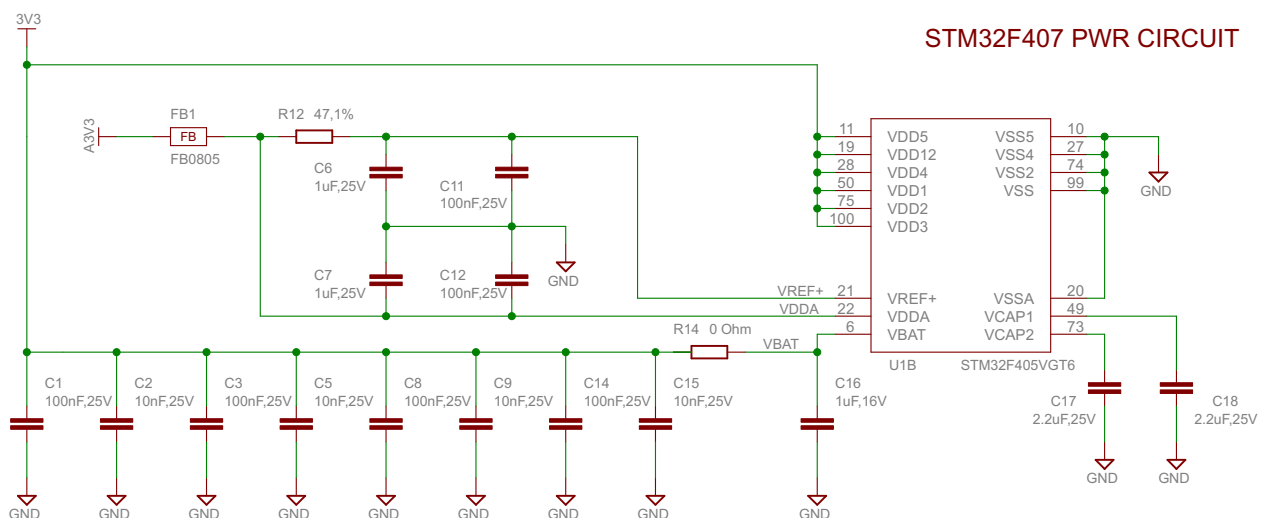 3V3
STM32F407 PWR CIRCUIT
A3V3
FB1
FB
FB0805
R12 47,1%
C6
1uF,25V
C11
100nF,25V
C7
1uF,25V
C12
100nF,25V
GND
11 VDD5
19 VDD12
28 VDD4
50 VDD1
75 VDD2
100 VDD3
VREF+ 21 VREF+
VDDA 22 VDDA
6 VBAT
VSS5 10
VSS4 27
VSS2 74
VSS 99
VSSA 20
VCAP1 49
VCAP2 73
GND
U1B
STM32F405VGT6
R14 0 Ohm
VBAT
C1
100nF,25V
C2
10nF,25V
C3
100nF,25V
C5
10nF,25V
C8
100nF,25V
C9
10nF,25V
C14
100nF,25V
C15
10nF,25V
C16
1uF,16V
C17
2.2uF,25V
C18
2.2uF,25V
GND
GND
GND
GND
GND
GND
GND
GND
GND
GND
GND